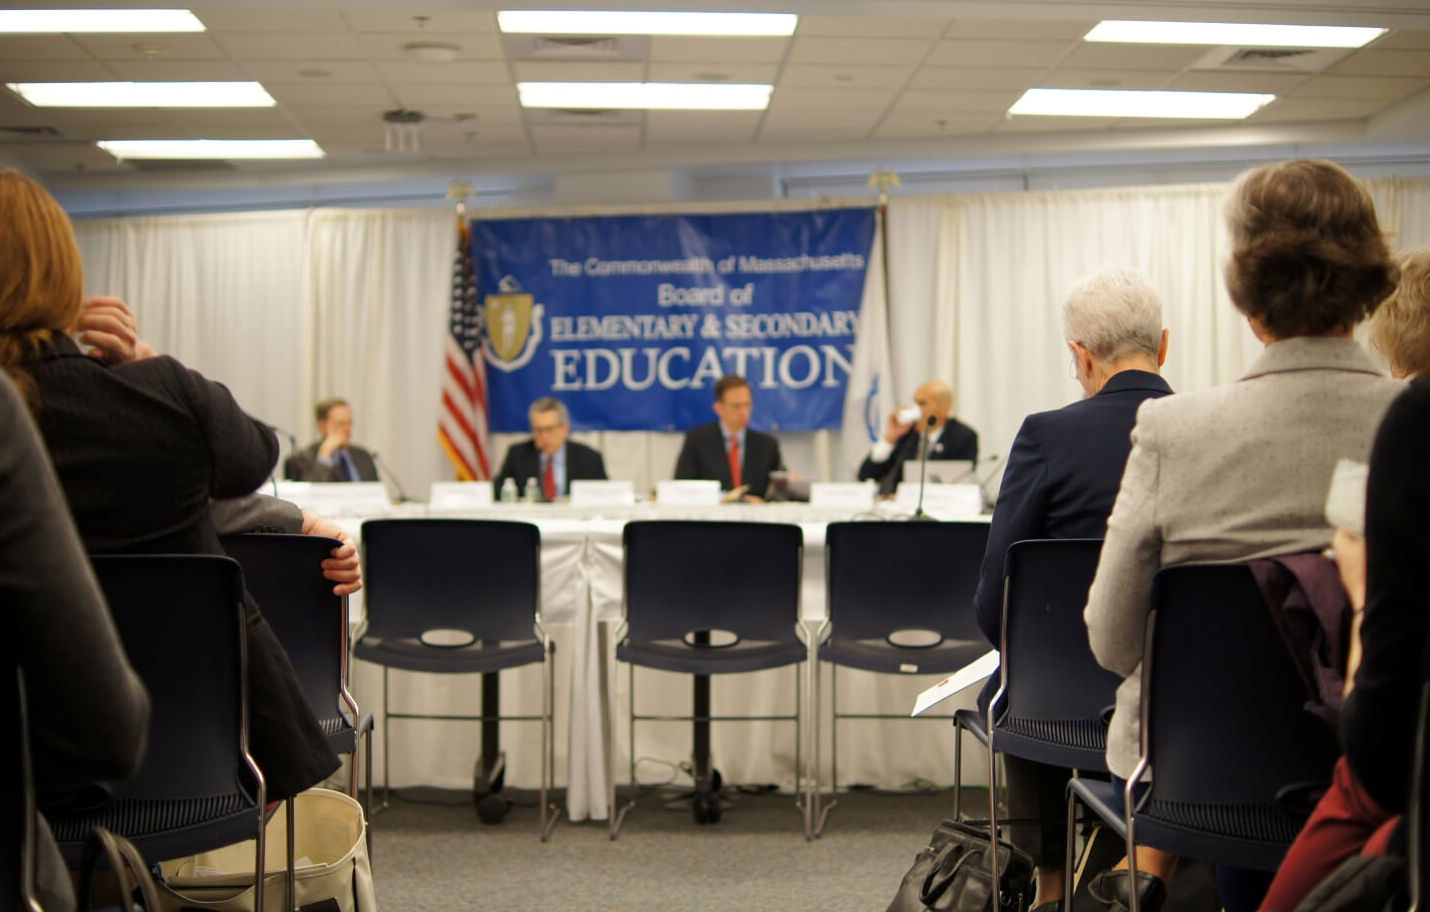 The Commonwealth of Massachusetts
Board of
ELEMENTARY & SECONDARY
EDUCATION